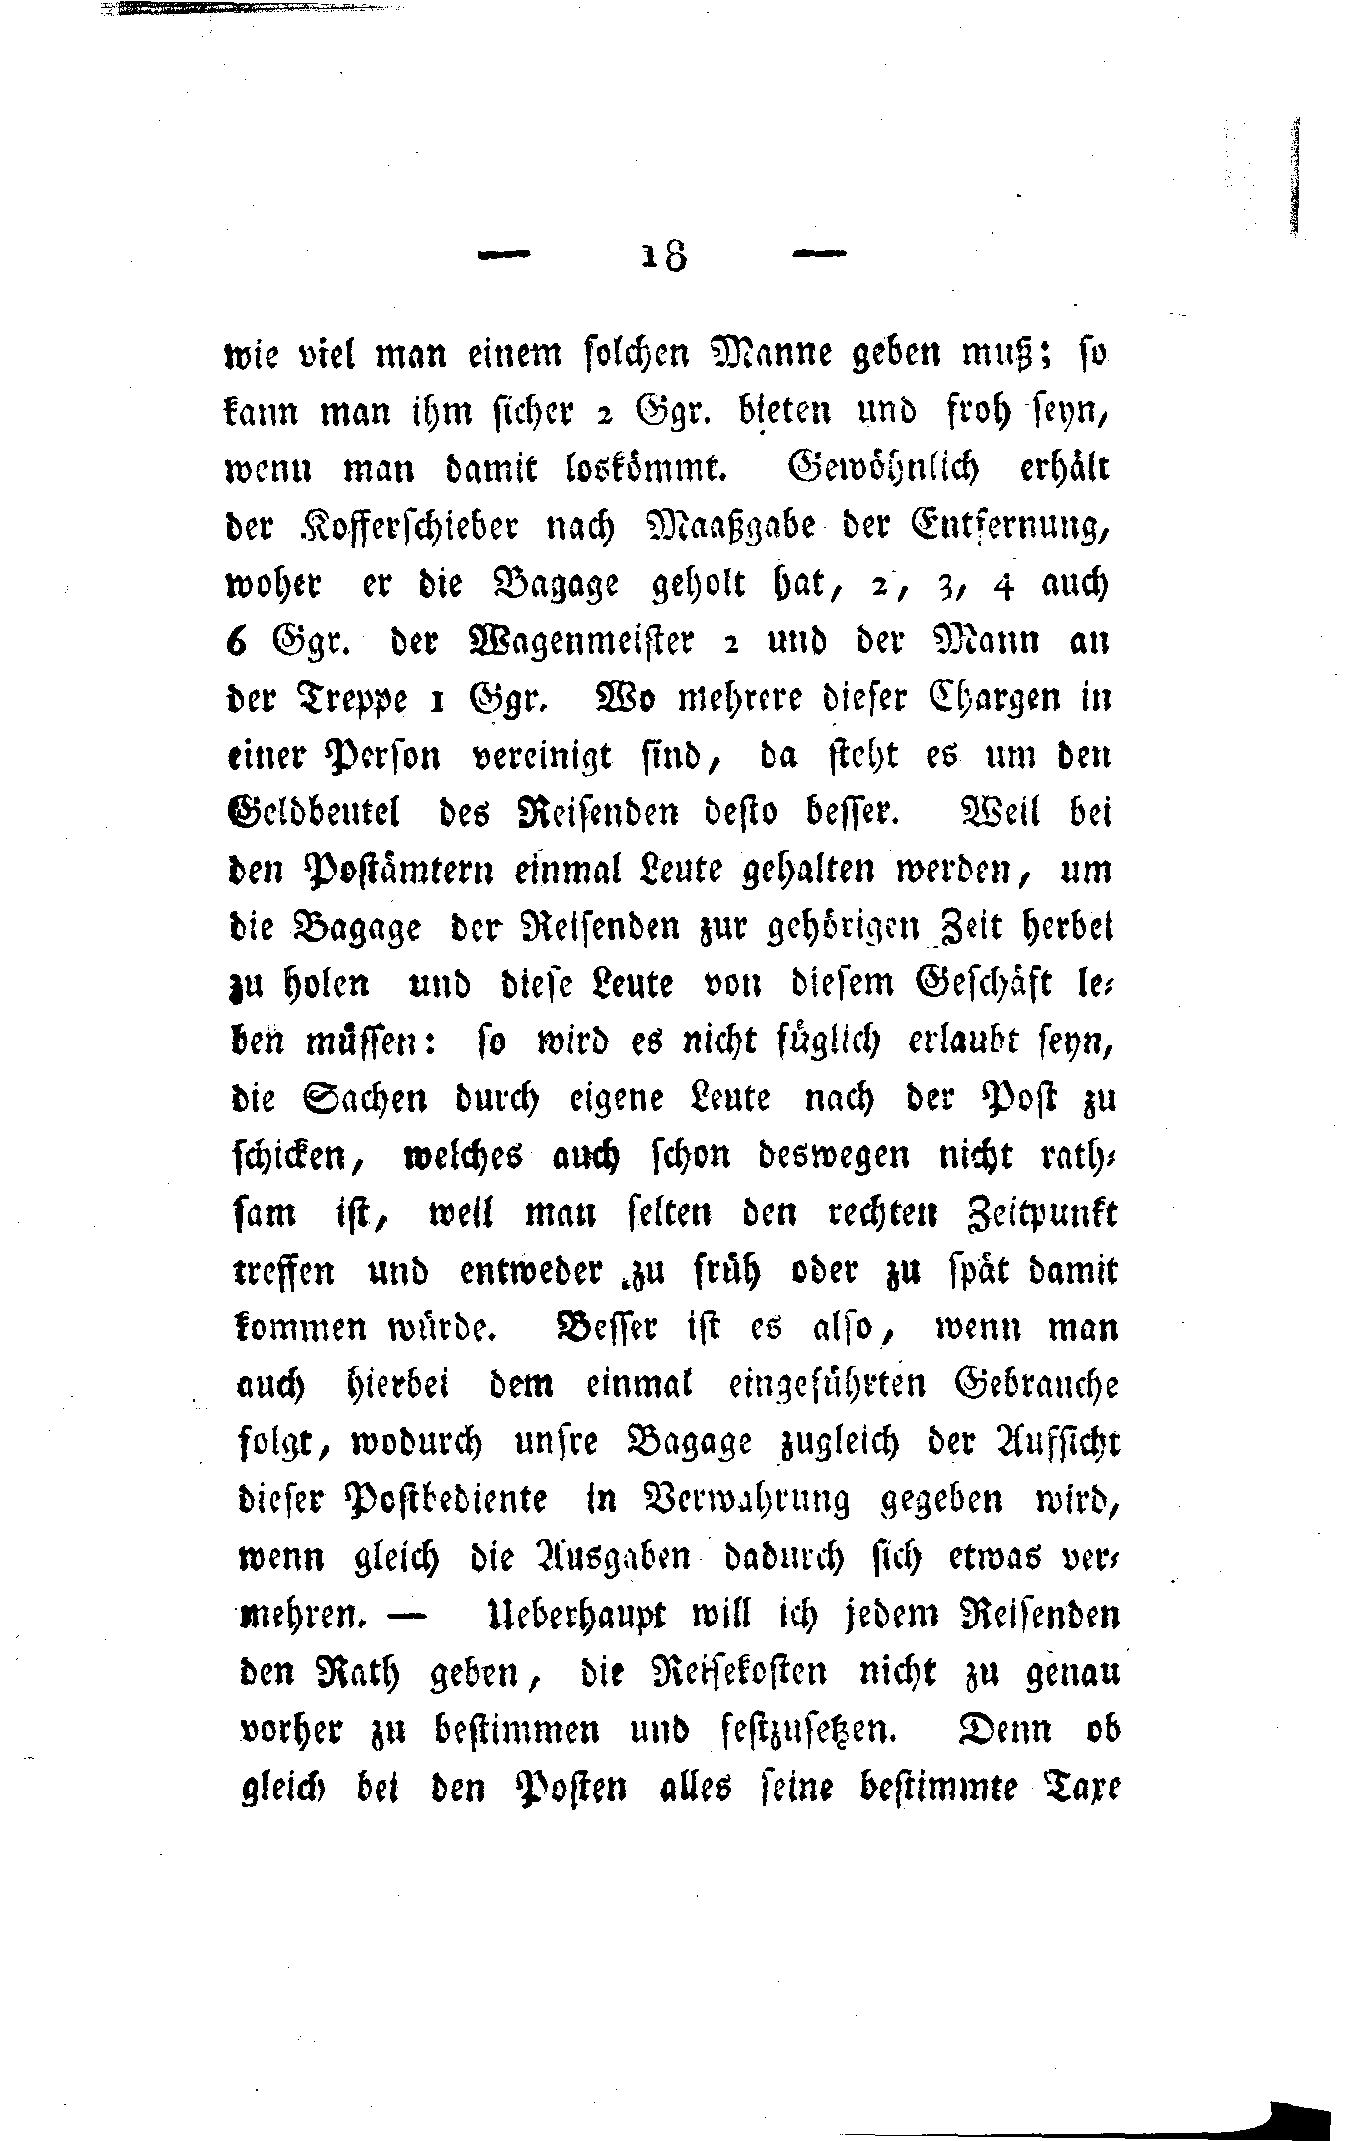 — 18 —
wie viel man einem solchen Manne geben muß; so
kann man ihm sicher 2 Ggr. bieten und froh seyn,
wenn man damit loskömmt. Gewöhnlich erhält
der Kofferschieber nach Maaßgabe der Entfernung,
woher er die Bagage geholt hat, 2, 3, 4 auch
6 Ggr. der Wagenmeister 2 und der Mann an
der Treppe 1 Ggr. Wo mehrere dieser Chargen in
einer Person vereinigt sind, da steht es um den
Geldbeutel des Reisenden desto besser. Weil bei
den Postämtern einmal Leute gehalten werden, um
die Bagage der Reisenden zur gehörigen Zeit herbei
zu holen und diese Leute von diesem Geschäft le-
ben müssen: so wird es nicht füglich erlaubt seyn,
die Sachen durch eigene Leute nach der Post zu
schicken, welches auch schon deswegen nicht rath-
sam ist, weil man selten den rechten Zeitpunkt
treffen und entweder zu früh oder zu spät damit
kommen würde. Besser ist es also, wenn man
auch hierbei dem einmal eingeführten Gebrauche
folgt, wodurch unsre Bagage zugleich der Aufsicht
dieser Postbediente in Verwahrung gegeben wird,
wenn gleich die Ausgaben dadurch sich etwas ver-
mehren. — Ueberhaupt will ich jedem Reisenden
den Rath geben, die Reisekosten nicht zu genau
vorher zu bestimmen und festzusetzen. Denn ob
gleich bei den Posten alles seine bestimmte Taxe